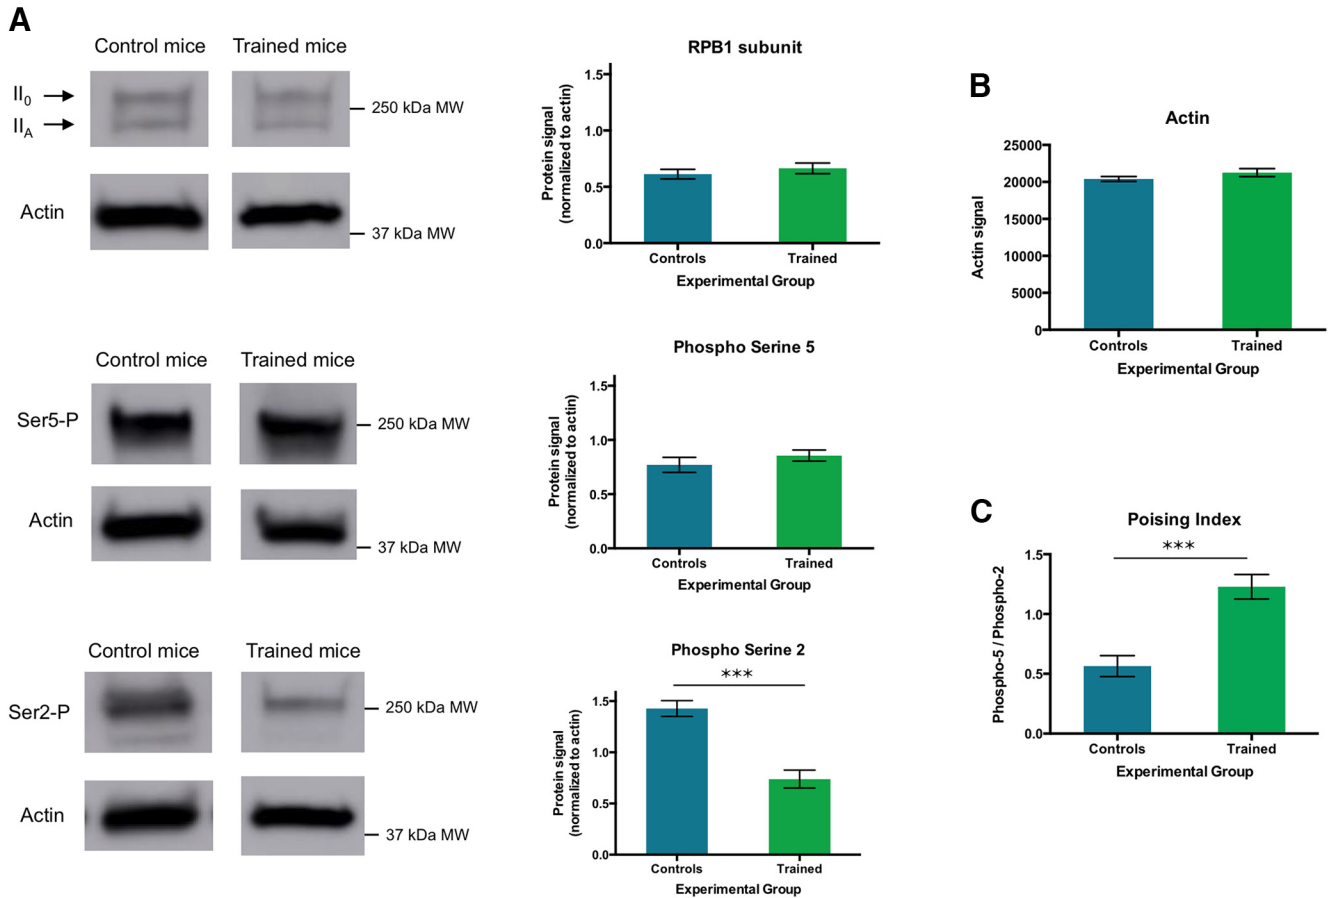 A
Control mice Trained mice
II0
IIA
250 kDa MW
Actin
37 kDa MW
RPB1 subunit
Protein signal
(normalized to actin)
1.5
1.0
0.5
0.0
Controls Trained
Experimental Group
Control mice Trained mice
Ser5-P
250 kDa MW
Actin
37 kDa MW
Phospho Serine 5
Protein signal
(normalized to actin)
1.5
1.0
0.5
0.0
Controls Trained
Experimental Group
Control mice Trained mice
Ser2-P
250 kDa MW
Actin
37 kDa MW
Phospho Serine 2
***
Protein signal
(normalized to actin)
1.5
1.0
0.5
0.0
Controls Trained
Experimental Group
B
Actin
Actin signal
25000
20000
15000
10000
5000
0
Controls Trained
Experimental Group
C
Poising Index
***
Phospho-5 / Phospho-2
1.5
1.0
0.5
0.0
Controls Trained
Experimental Group